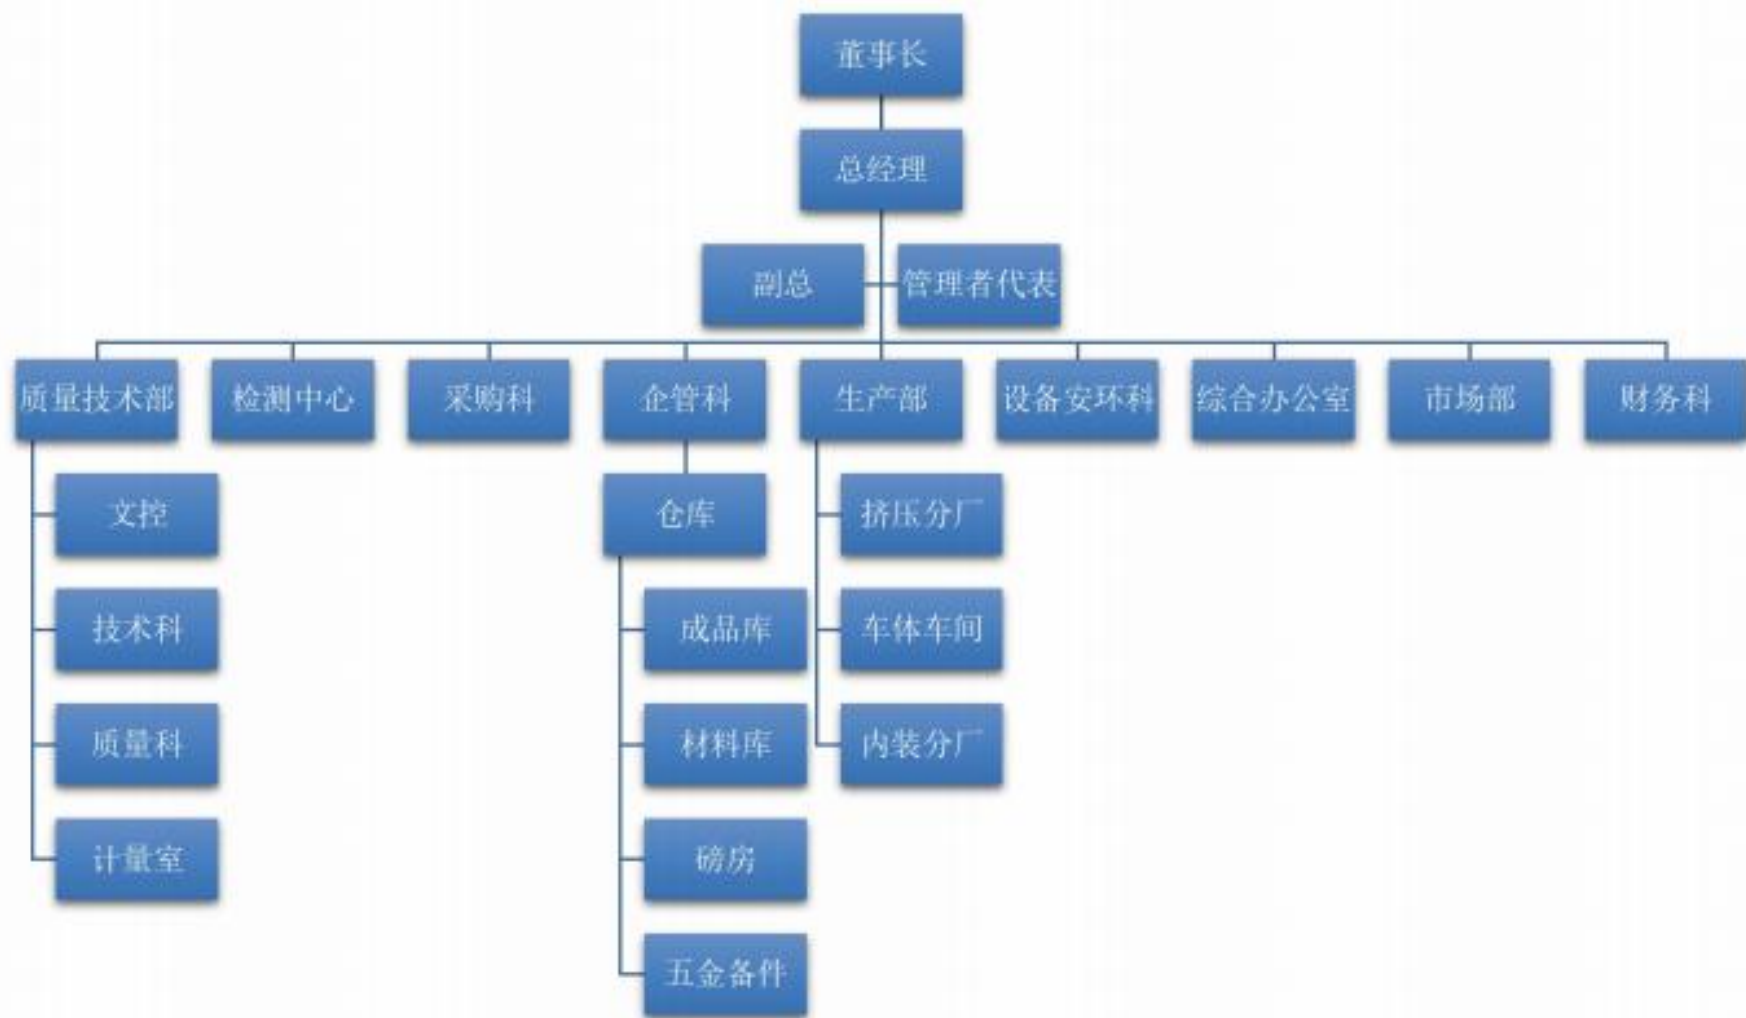 董事长
总经理
副总
管理者代表
质量技术部
检测中心
采购科
企管科
生产部
设备安环科
综合办公室
市场部
财务科
文控
仓库
挤压分厂
技术科
成品库
车体车间
质量科
材料库
内装分厂
计量室
磅房
五金备件